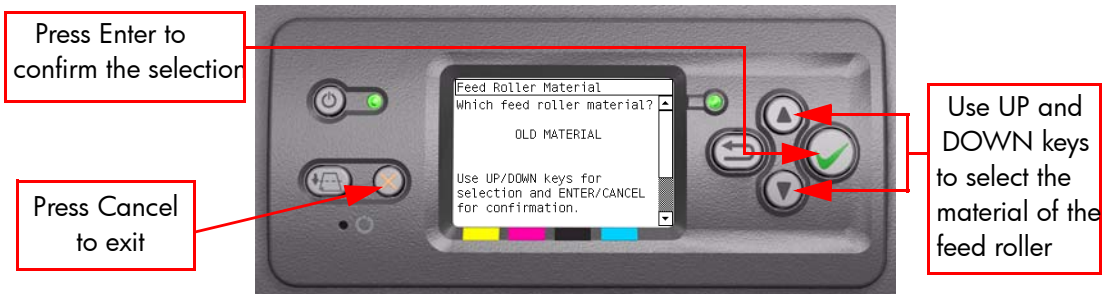 Press Enter to
confirm the selection
Press Cancel
to exit
Feed Roller Material
Which feed roller material?
OLD MATERIAL
Use UP/DOWN keys for
selection and ENTER/CANCEL
for confirmation.
Use UP and
DOWN keys
to select the
material of the
feed roller